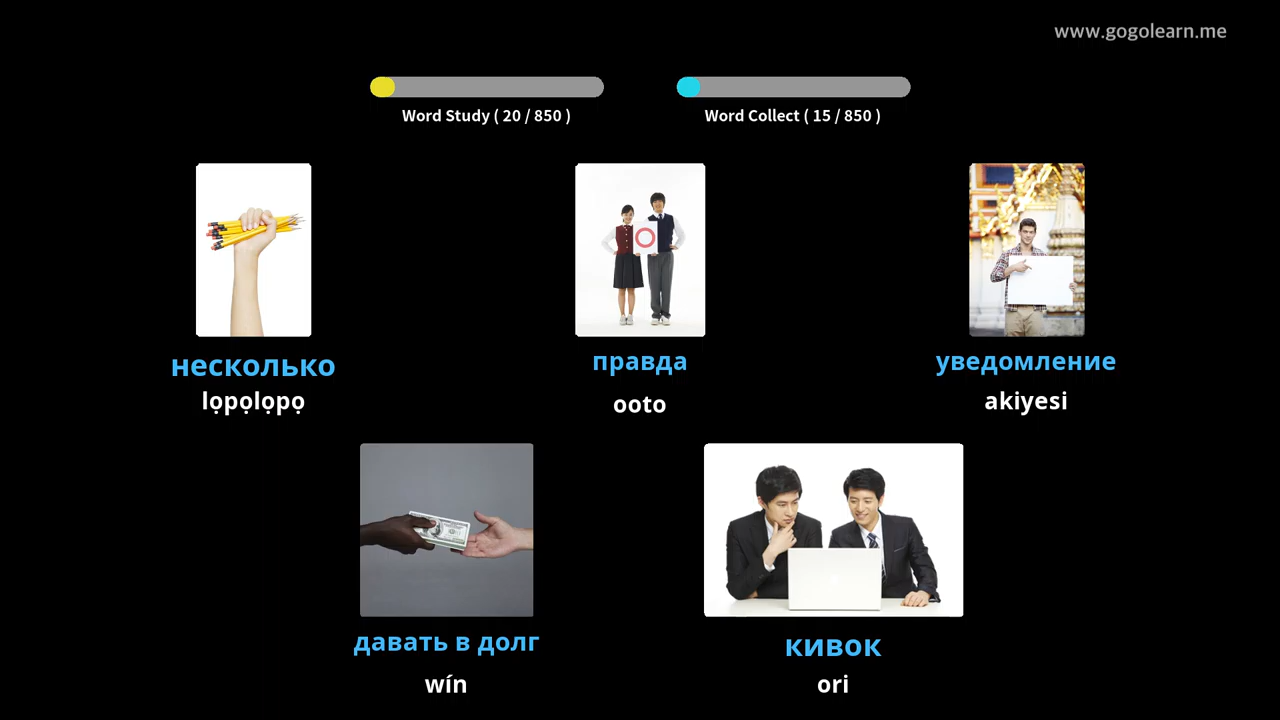 www.gogolearn.me
Word Study ( 20 / 850 )
Word Collect ( 15 / 850 )
несколько
lọpọlọpọ
правда
ooto
уведомление
akiyesi
давать в долг
wín
кивок
ori